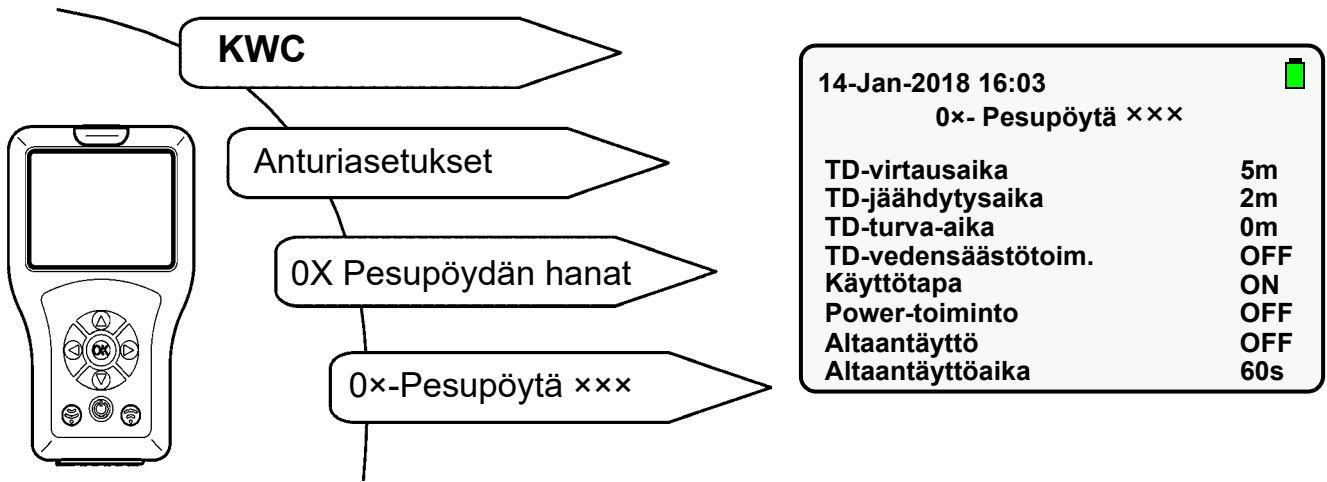 KWC
Anturiasetukset
0X Pesupöydän hanat
0×-Pesupöytä ×××
OK
14-Jan-2018 16:03
0×- Pesupöytä ×××
TD-virtausaika 5m
TD-jäähdytysaika 2m
TD-turva-aika 0m
TD-vedensäästötoim. OFF
Käyttötapa ON
Power-toiminto OFF
Altaantäyttö OFF
Altaantäyttöaika 60s